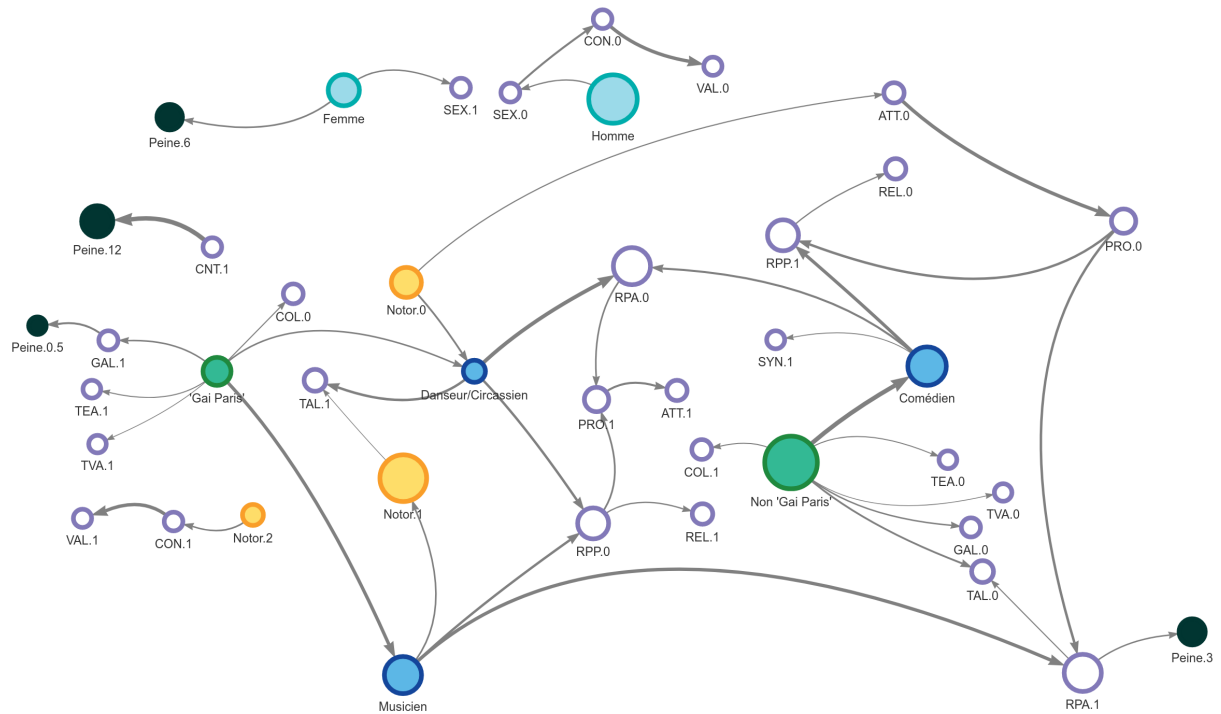 CON.0
VAL.0
SEX.1
SEX.0
Femme
Homme
Peine.6
ATT.0
REL.0
PRO.0
RPP.1
Peine.12
CNT.1
RPA.0
COL.0
Notor.0
Peine.0.5
GAL.1
SYN.1
'Gai Paris'
Danseur/Circassien
Comédien
TEA.1
TAL.1
PRO.1
ATT.1
TVA.1
COL.1
TEA.0
Non 'Gai Paris'
Notor.1
TVA.0
VAL.1
CON.1
Notor.2
REL.1
RPP.0
GAL.0
TAL.0
Peine.3
Musicien
RPA.1